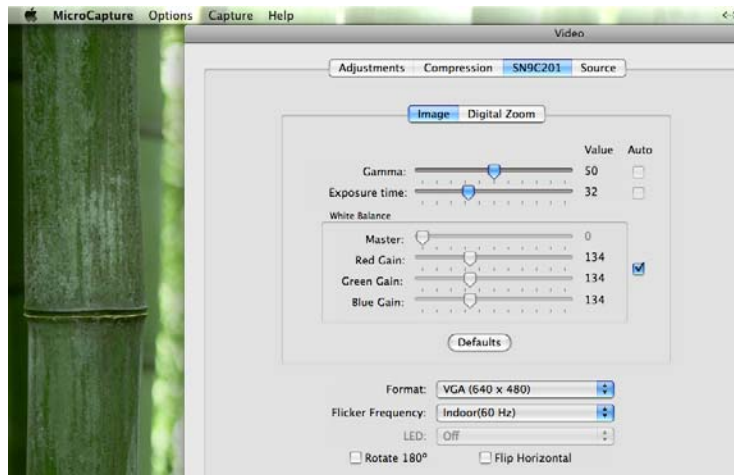 MicroCapture Options Capture Help
Video
Adjustments Compression SN9C201 Source
Image Digital Zoom
Value Auto
Gamma: 50
Exposure time: 32
White Balance
Master: 0
Red Gain: 134
Green Gain: 134
Blue Gain: 134
Defaults
Format: VGA (640 x 480)
Flicker Frequency: Indoor(60 Hz)
LED: Off
Rotate 180° Flip Horizontal